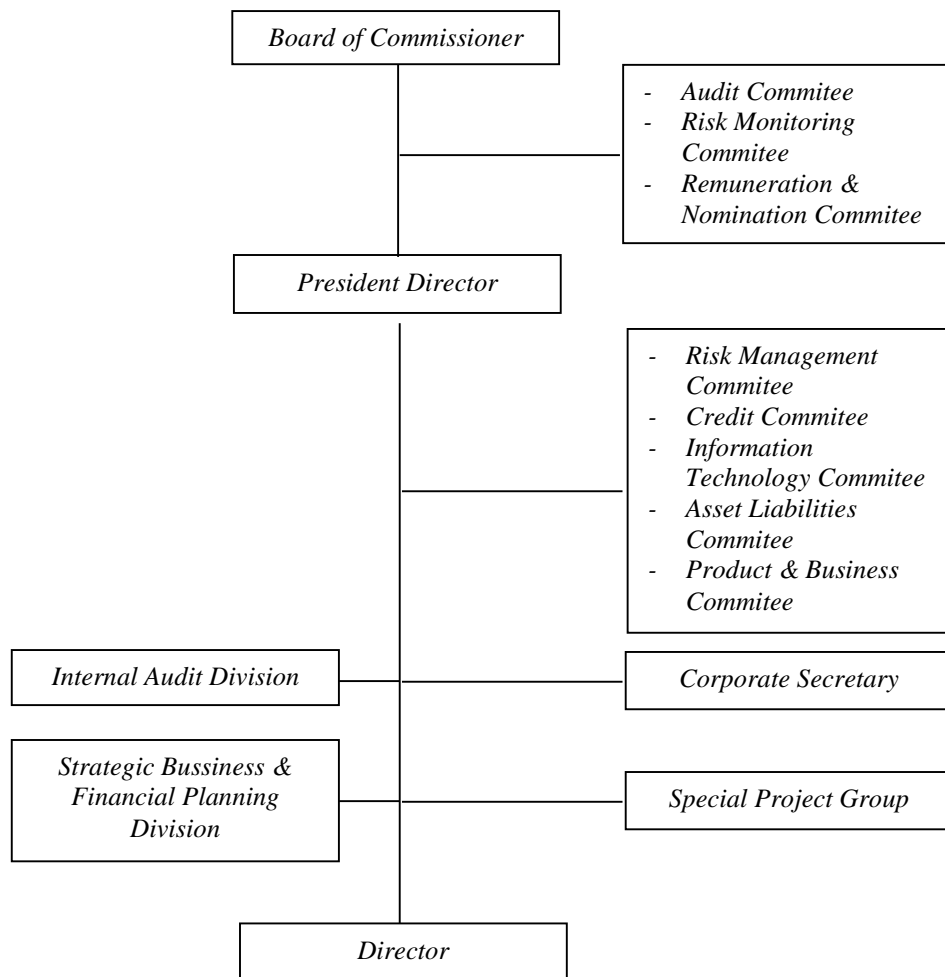 Board of Commissioner
- Audit Commitee
- Risk Monitoring
Commitee
- Remuneration &
Nomination Commitee
President Director
- Risk Management
Commitee
- Credit Commitee
- Information
Technology Commitee
- Asset Liabilities
Commitee
- Product & Business
Commitee
Internal Audit Division
Corporate Secretary
Strategic Bussiness &
Financial Planning
Division
Special Project Group
Director